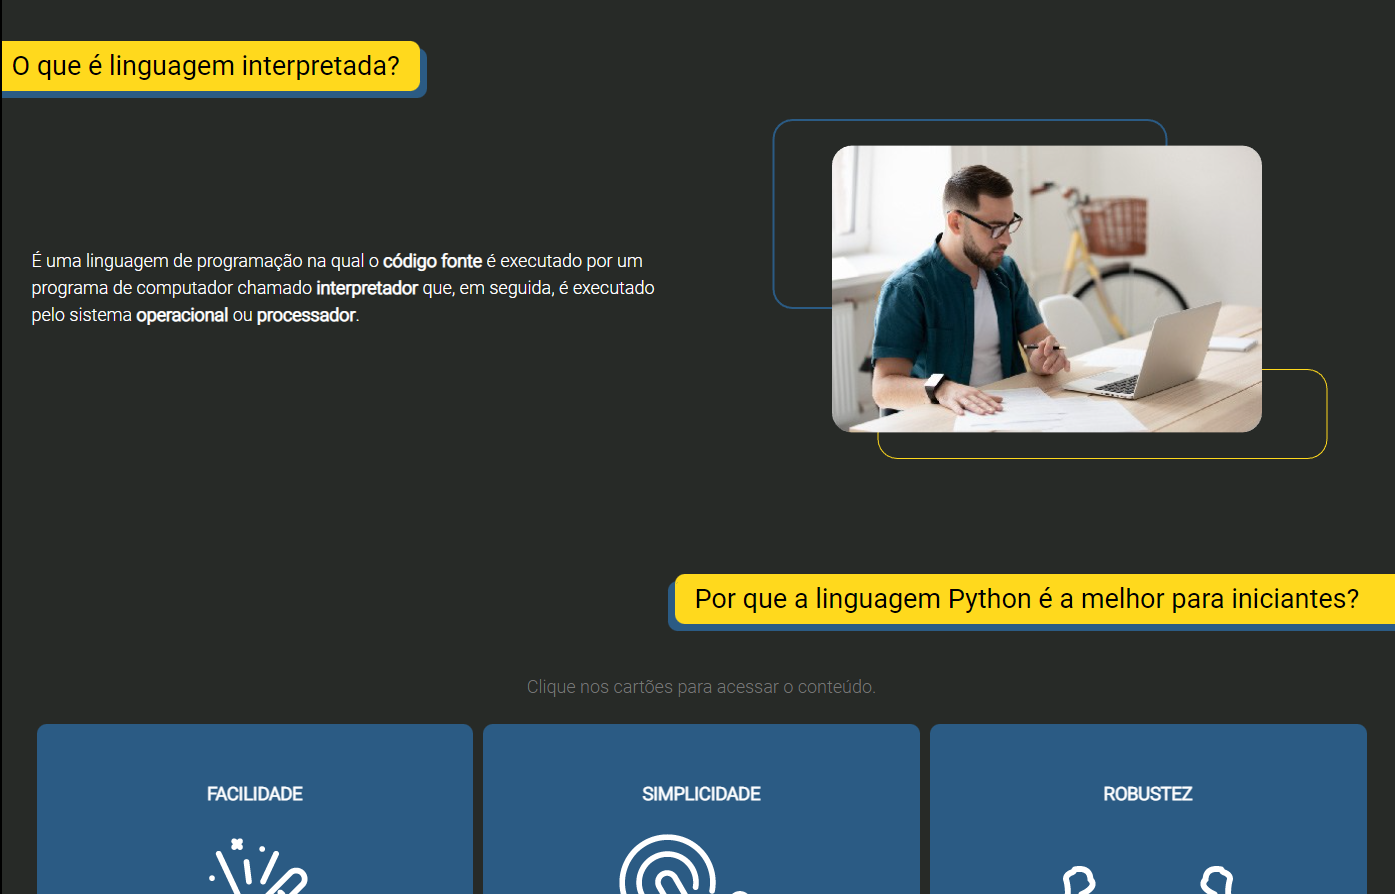 O que é linguagem interpretada?
É uma linguagem de programação na qual o código fonte é executado por um
programa de computador chamado interpretador que, em seguida, é executado
pelo sistema operacional ou processador.
Por que a linguagem Python é a melhor para iniciantes?
Clique nos cartões para acessar o conteúdo.
FACILIDADE
SIMPLICIDADE
ROBUSTEZ